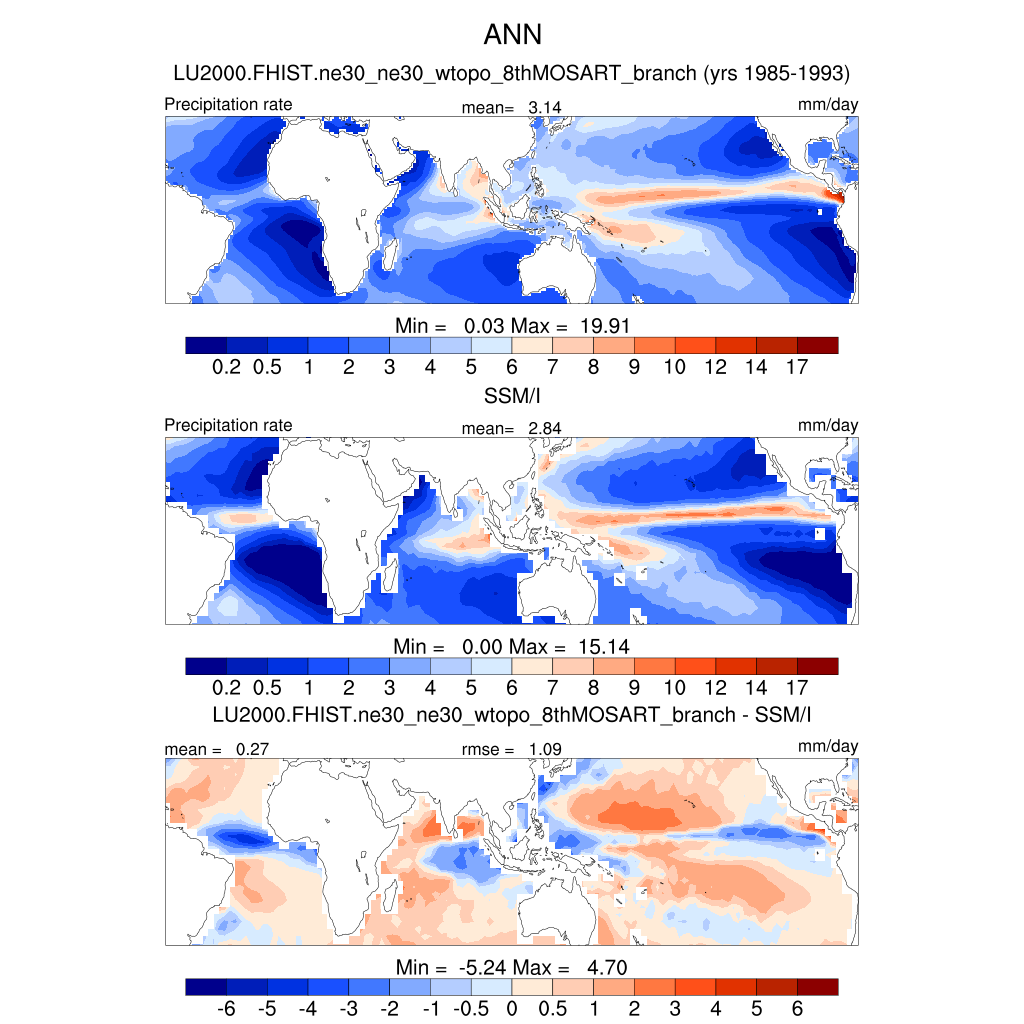 ANN
LU2000.FHIST.ne30_ne30_wtopo_8thMOSART_branch (yrs 1985-1993)
Precipitation rate mean= 3.14 mm/day
Min = 0.03 Max = 19.91
0.2 0.5 1 2 3 4 5 6 7 8 9 10 12 14 17
SSM/I
Precipitation rate mean= 2.84 mm/day
Min = 0.00 Max = 15.14
0.2 0.5 1 2 3 4 5 6 7 8 9 10 12 14 17
LU2000.FHIST.ne30_ne30_wtopo_8thMOSART_branch - SSM/I
mean = 0.27 rmse = 1.09 mm/day
Min = -5.24 Max = 4.70
-6 -5 -4 -3 -2 -1 -0.5 0 0.5 1 2 3 4 5 6